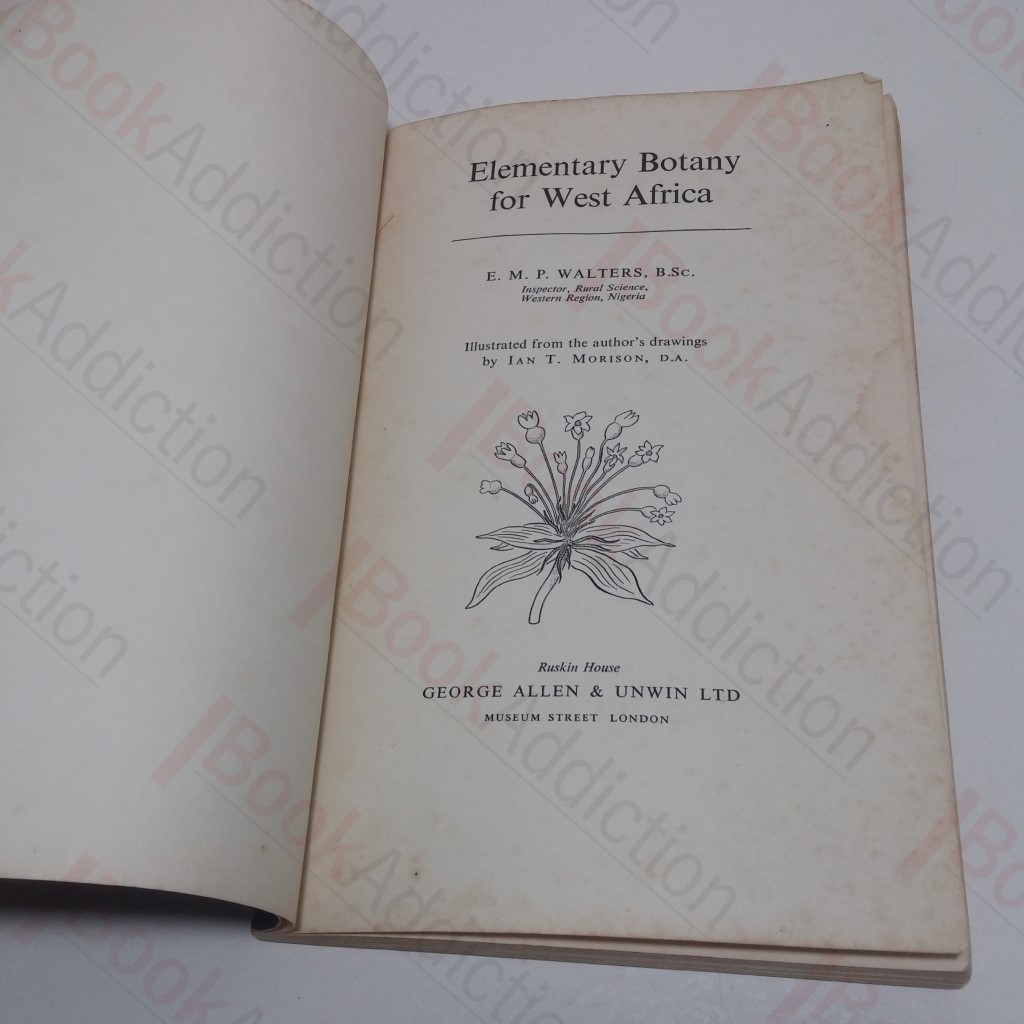 Elementary Botany
for West Africa
E. M. P. WALTERS, B.Sc.
Inspector, Rural Science,
Western Region, Nigeria
Illustrated from the author's drawings
by IAN T. MORISON, D.A.
Ruskin House
GEORGE ALLEN & UNWIN LTD
MUSEUM STREET LONDON
BookAddiction